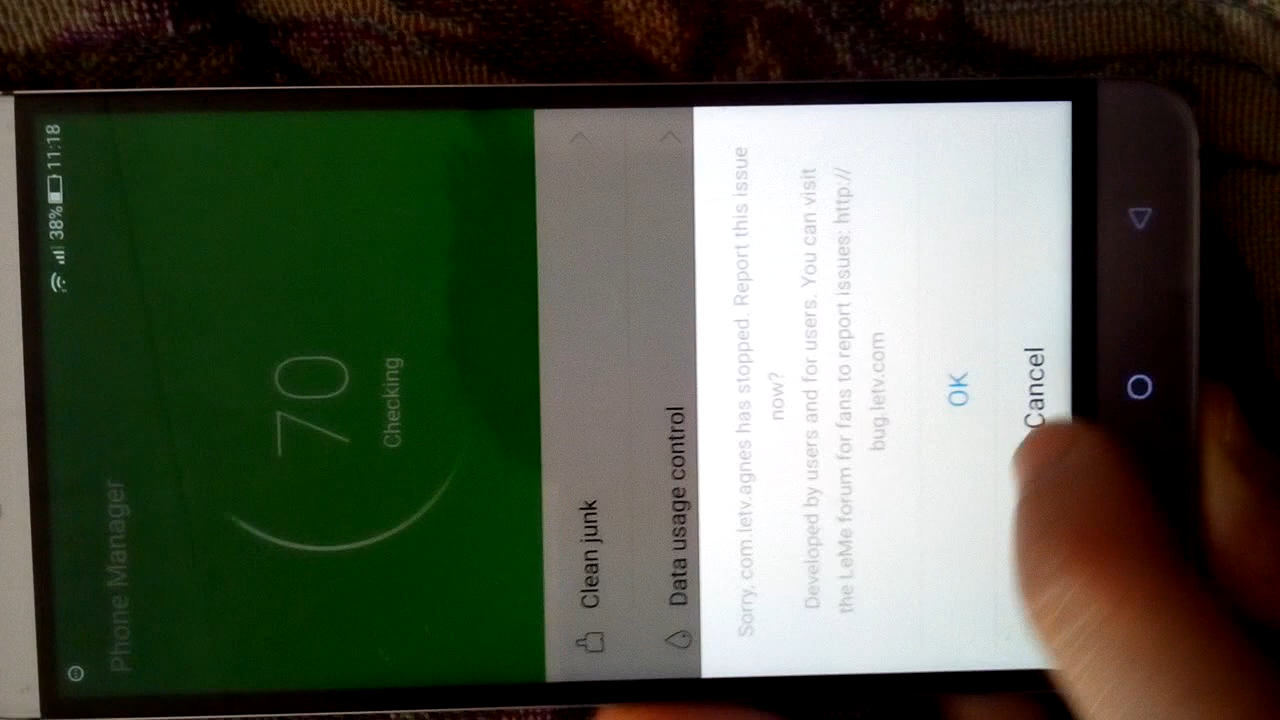 38% 11:18
Phone Manager
70
Checking
Clean junk
Data usage control
Sorry, com.letv.agnes has stopped. Report this issue
now?
Developed by users and for users. You can visit
the LeMe forum for fans to report issues: http://
bug.letv.com
OK
Cancel